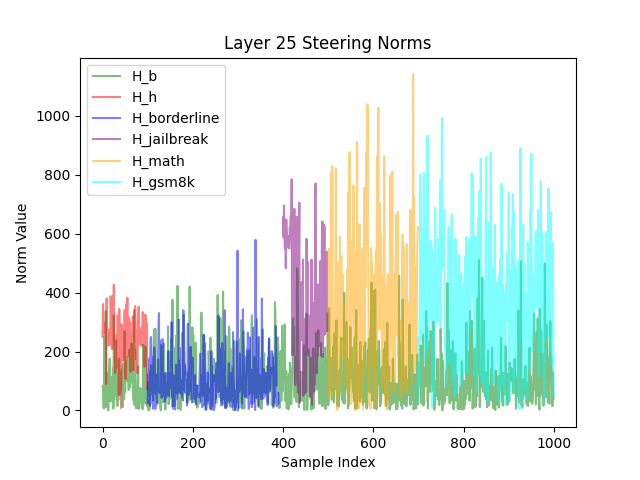 Layer 25 Steering Norms
H_b
H_h
H_borderline
H_jailbreak
H_math
H_gsm8k
Norm Value
1000
800
600
400
200
0
0 200 400 600 800 1000
Sample Index